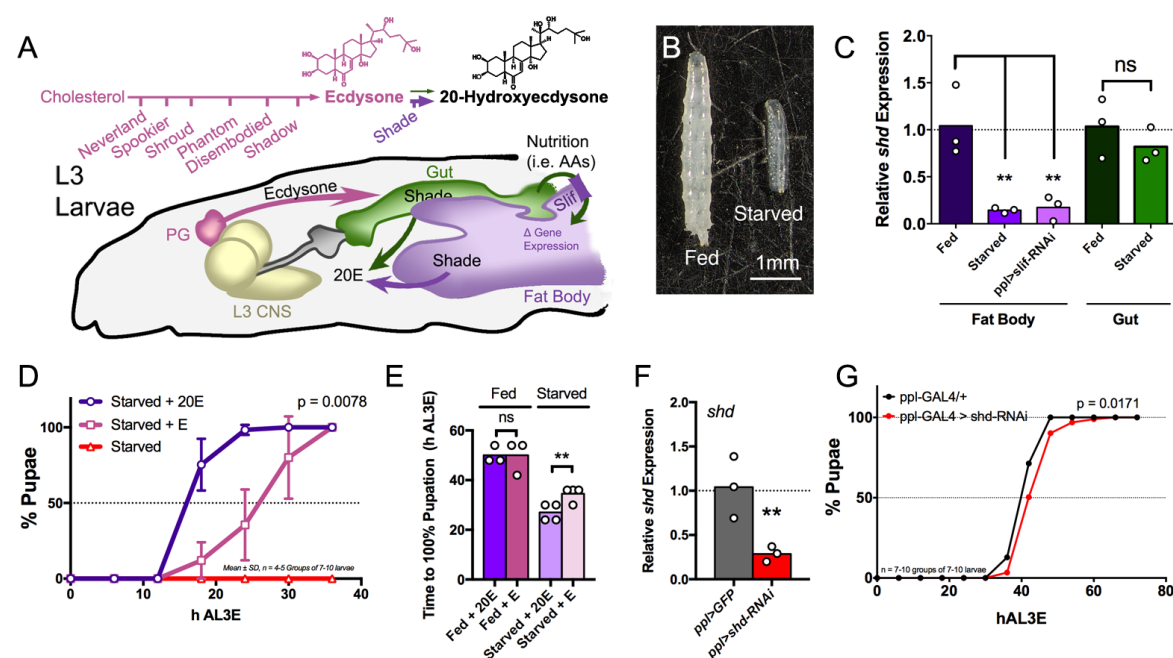 A
OH
OH
HO
HO
H
OH
H
O
Cholesterol
Ecdysone
20-Hydroxyecdysone
Neverland
Spookier
Shroud
Phantom
Disembodied
Shadow
Shade
L3
Larvae
PG
Ecdysone
Gut
Shade
Nutrition
(i.e. AAs)
Slif
Δ Gene
Expression
20E
Shade
L3 CNS
Fat Body
B
Fed
Starved
1mm
C
Relative shd Expression
2.0
1.5
1.0
0.5
0.0
ns
**
**
Fed
Starved
ppl>slif-RNAi
Fed
Starved
Fat Body
Gut
D
Starved + 20E
Starved + E
Starved
p = 0.0078
% Pupae
100
50
0
Mean ± SD, n = 4-5 Groups of 7-10 larvae
0
10
20
30
40
h AL3E
E
Time to 100% Pupation (h AL3E)
Fed
Starved
ns
**
60
40
20
0
Fed + 20E
Fed + E
Starved + 20E
Starved + E
F
shd
Relative shd Expression
2.0
1.5
1.0
0.5
0.0
**
ppl>GFP
ppl>shd-RNAi
G
ppl-GAL4/+
ppl-GAL4 > shd-RNAi
p = 0.0171
% Pupae
100
50
0
n = 7-10 groups of 7-10 larvae
0
20
40
60
80
hAL3E